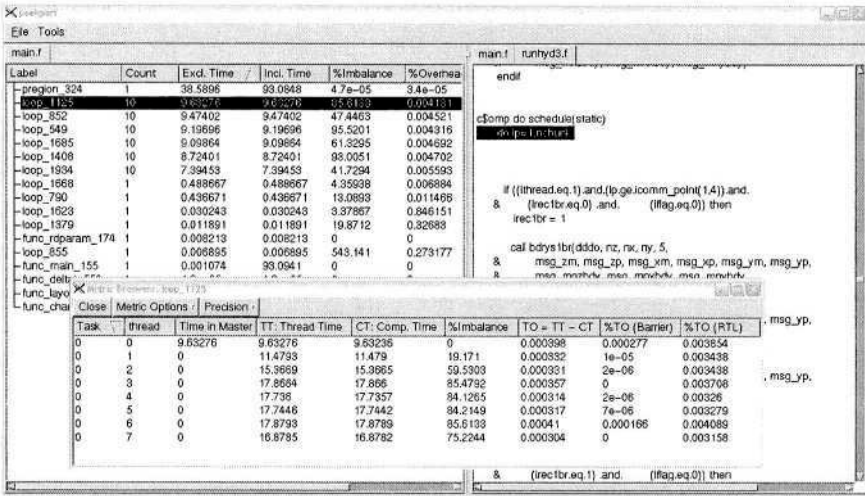 peekperf
File Tools
main.f
Label Count Excl. Time Incl. Time %Imbalance %Overhea
pregion_324 1 38.5896 93.0848 4.7e-05 3.4e-05
loop_1125 10 9.63276 9.63276 85.6133 0.004131
loop_852 10 9.47402 9.47402 47.4463 0.004521
loop_549 10 9.19696 9.19696 95.5201 0.004316
loop_1685 10 9.09864 9.09864 61.3295 0.004692
loop_1408 10 8.72401 8.72401 93.0051 0.004702
loop_1934 10 7.39453 7.39453 41.7294 0.005593
loop_1668 1 0.488667 0.488667 4.35938 0.006884
loop_790 1 0.436671 0.436671 13.0893 0.011466
loop_1623 1 0.030243 0.030243 3.37867 0.846151
loop_1379 1 0.011891 0.011891 19.8712 0.32683
func_rdparam_174 1 0.008213 0.008213 0 0
loop_855 1 0.006895 0.006895 543.141 0.273177
func_main_155 1 0.001074 93.0941 0 0
func_delta
func_layo
func_chai
main.f runhyd3.f
endif
c$omp do schedule(static)
do ip=1,nchunk
if ((ithread.eq.1).and.(ip.ge.icomm_point(1,4)).and.
& (irec1br.eq.0) .and. (lflag.eq.0)) then
irec1br = 1
call bdrys1br(dddo, nz, nx, ny, 5,
& msg_zm, msg_zp, msg_xm, msg_xp, msg_ym, msg_yp,
, msg_yp,
, msg_yp,
& (irec1br.eq.1) .and. (lflag.eq.0)) then
Metric Browser: loop_1125
Close Metric Options Precision
Task thread Time in Master TT: Thread Time CT: Comp. Time %Imbalance TO = TT - CT %TO (Barrier) %TO (RTL)
0 0 9.63276 9.63276 9.63236 0 0.000398 0.000277 0.003854
0 1 0 11.4793 11.479 19.171 0.000332 1e-05 0.003438
0 2 0 15.3669 15.3665 59.5303 0.000331 2e-06 0.003438
0 3 0 17.8664 17.866 85.4792 0.000357 0 0.003708
0 4 0 17.736 17.7357 84.1265 0.000314 2e-06 0.00326
0 5 0 17.7446 17.7442 84.2149 0.000317 7e-06 0.003279
0 6 0 17.8793 17.8789 85.6133 0.00041 0.000166 0.004089
0 7 0 16.8785 16.8782 75.2244 0.000304 0 0.003158